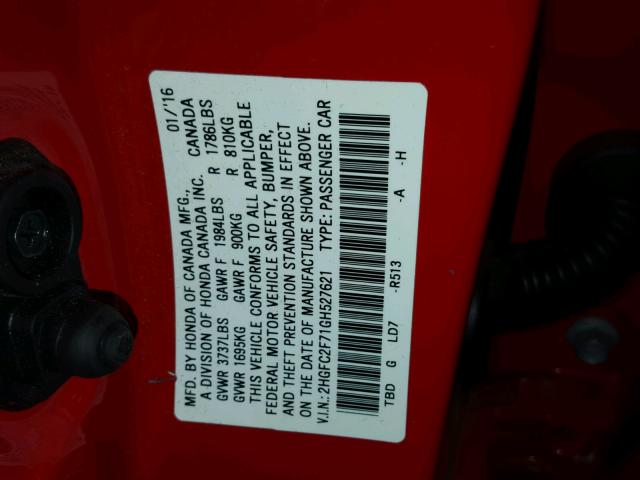 MFD. BY HONDA OF CANADA MFG., 01/'16
A DIVISION OF HONDA CANADA INC. CANADA
GVWR 3737LBS GAWR F 1984LBS R 1786LBS
GVWR 1695KG GAWR F 900KG R 810KG
THIS VEHICLE CONFORMS TO ALL APPLICABLE
FEDERAL MOTOR VEHICLE SAFETY, BUMPER,
AND THEFT PREVENTION STANDARDS IN EFFECT
ON THE DATE OF MANUFACTURE SHOWN ABOVE.
V.I.N.: 2HGFC2F71GH527621 TYPE: PASSENGER CAR
TBD G LD7 -R513 -A -H